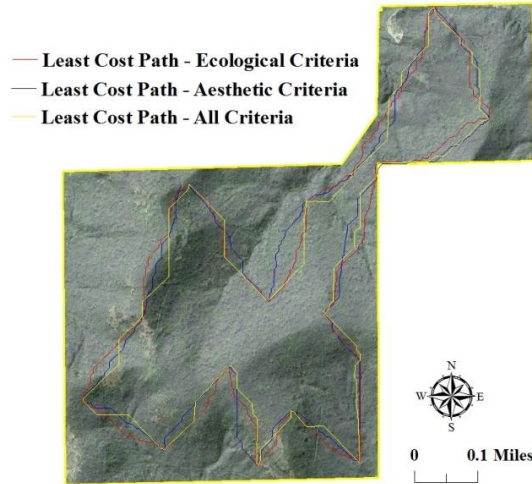 Least Cost Path - Ecological Criteria
Least Cost Path - Aesthetic Criteria
Least Cost Path - All Criteria
N
W E
S
0 0.1 Miles